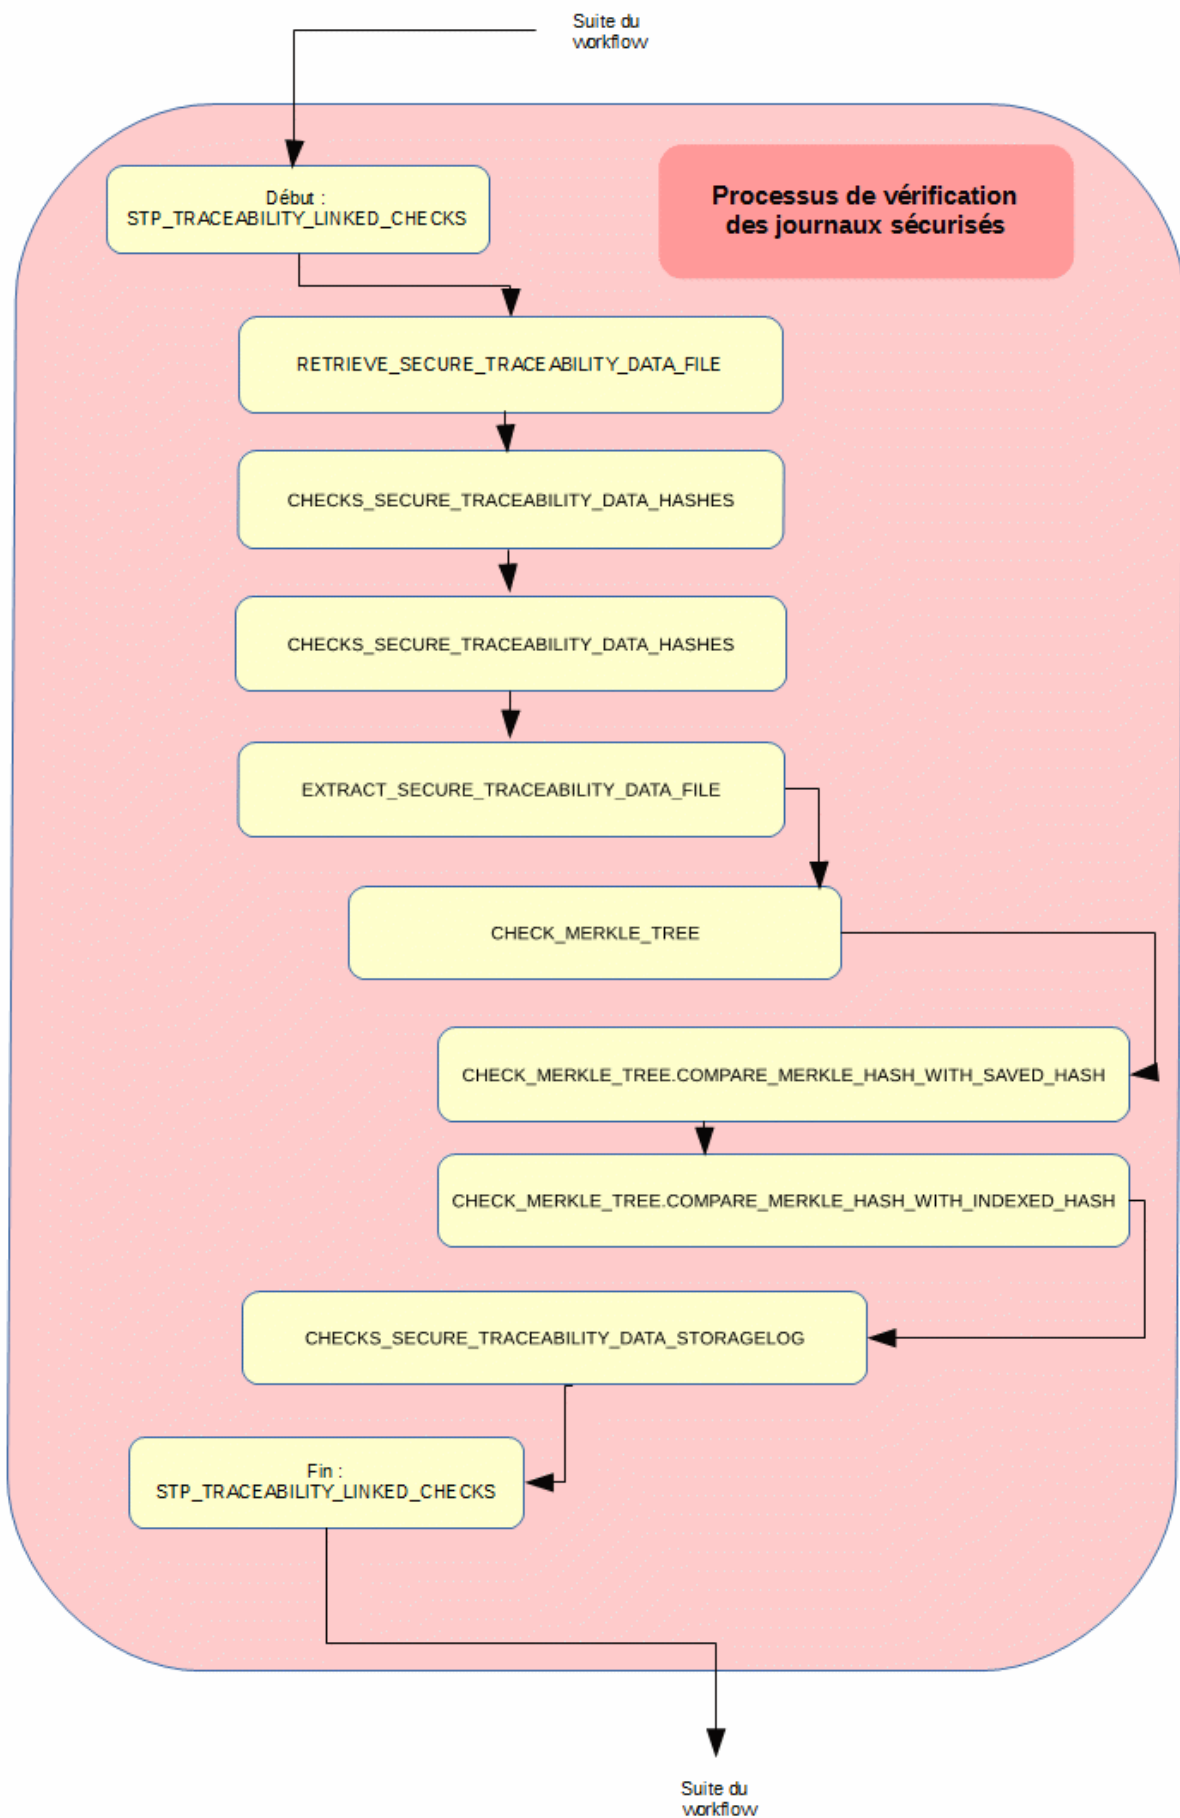 Suite du
workflow
Processus de vérification
des journaux sécurisés
Début :
STP_TRACEABILITY_LINKED_CHECKS
RETRIEVE_SECURE_TRACEABILITY_DATA_FILE
CHECKS_SECURE_TRACEABILITY_DATA_HASHES
CHECKS_SECURE_TRACEABILITY_DATA_HASHES
EXTRACT_SECURE_TRACEABILITY_DATA_FILE
CHECK_MERKLE_TREE
CHECK_MERKLE_TREE.COMPARE_MERKLE_HASH_WITH_SAVED_HASH
CHECK_MERKLE_TREE.COMPARE_MERKLE_HASH_WITH_INDEXED_HASH
CHECKS_SECURE_TRACEABILITY_DATA_STORAGELOG
Fin :
STP_TRACEABILITY_LINKED_CHECKS
Suite du
workflow